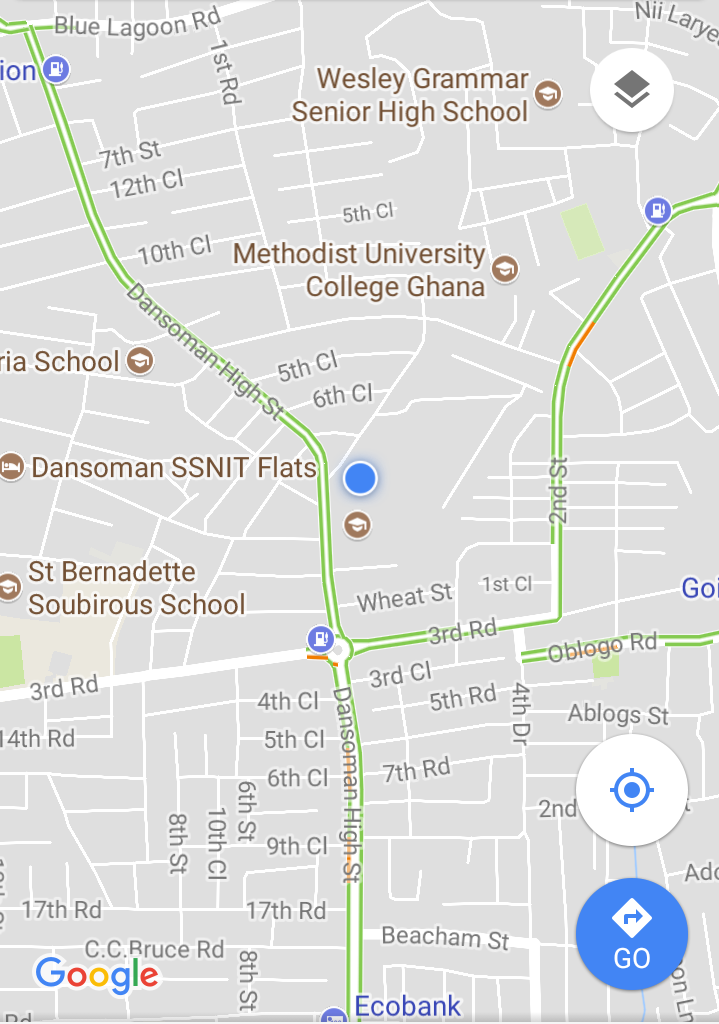 Blue Lagoon Rd
Nii Larye
ion
1st Rd
Wesley Grammar
Senior High School
7th St
12th Cl
5th Cl
10th Cl
Methodist University
College Ghana
Dansoman High St
ria School
5th Cl
6th Cl
Dansoman SSNIT Flats
2nd St
St Bernadette
Soubirous School
Wheat St
1st Cl
Goi
3rd Rd
Oblogo Rd
3rd Rd
3rd Cl
4th Cl
5th Rd
4th Dr
Dansoman High St
Ablogs St
14th Rd
5th Cl
6th Cl
7th Rd
6th St
10th Cl
8th St
2nd
t
9th Cl
Ado
17th Rd
17th Rd
C.C.Bruce Rd
8th St
Beacham St
GO
on Ln
Google
Ecobank
Rd